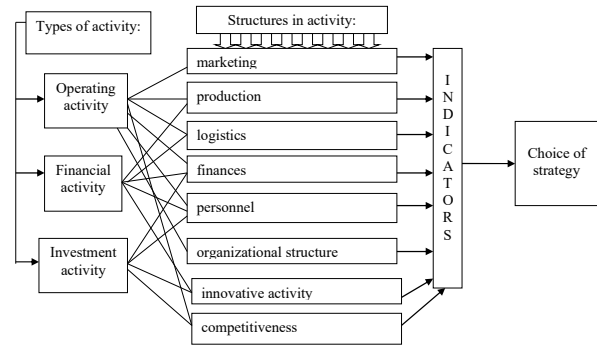 Types of activity:
Structures in activity:
Operating
activity
Financial
activity
Investment
activity
marketing
production
logistics
finances
personnel
organizational structure
innovative activity
competitiveness
I
N
D
I
C
A
T
O
R
S
Choice of
strategy